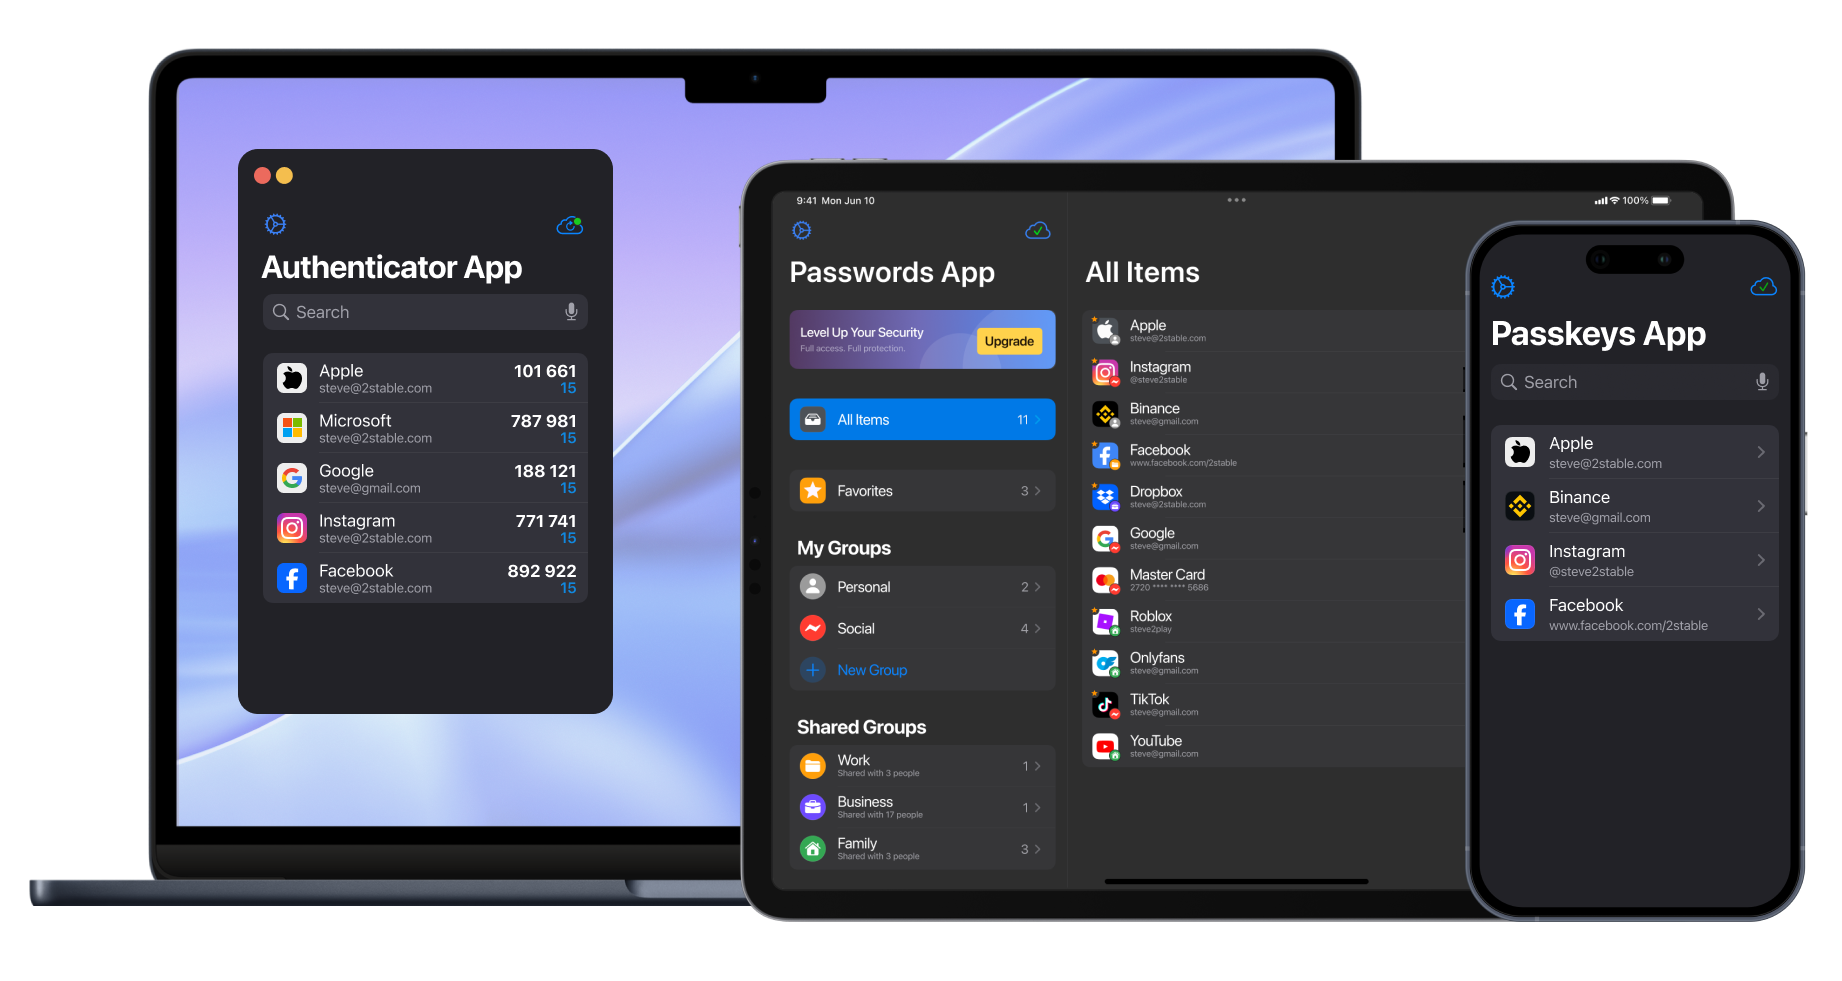 Authenticator App
Search
Apple 101 661
steve@2stable.com 15
Microsoft 787 981
steve@2stable.com 15
Google 188 121
steve@gmail.com 15
Instagram 771 741
steve@2stable.com 15
Facebook 892 922
steve@2stable.com 15
9:41 Mon Jun 10
100%
Passwords App
Level Up Your Security
Full access. Full protection.
Upgrade
All Items 11
Favorites 3
My Groups
Personal 2
Social 4
New Group
Shared Groups
Work 1
Shared with 3 people
Business 1
Shared with 17 people
Family 3
Shared with 3 people
All Items
Apple
steve@2stable.com
Instagram
@steve2stable
Binance
steve@gmail.com
Facebook
www.facebook.com/2stable
Dropbox
steve@2stable.com
Google
steve@gmail.com
Master Card
2720 **** **** 5686
Roblox
steve2play
Onlyfans
steve@gmail.com
TikTok
steve@gmail.com
YouTube
steve@gmail.com
Passkeys App
Search
Apple
steve@2stable.com
Binance
steve@gmail.com
Instagram
@steve2stable
Facebook
www.facebook.com/2stable